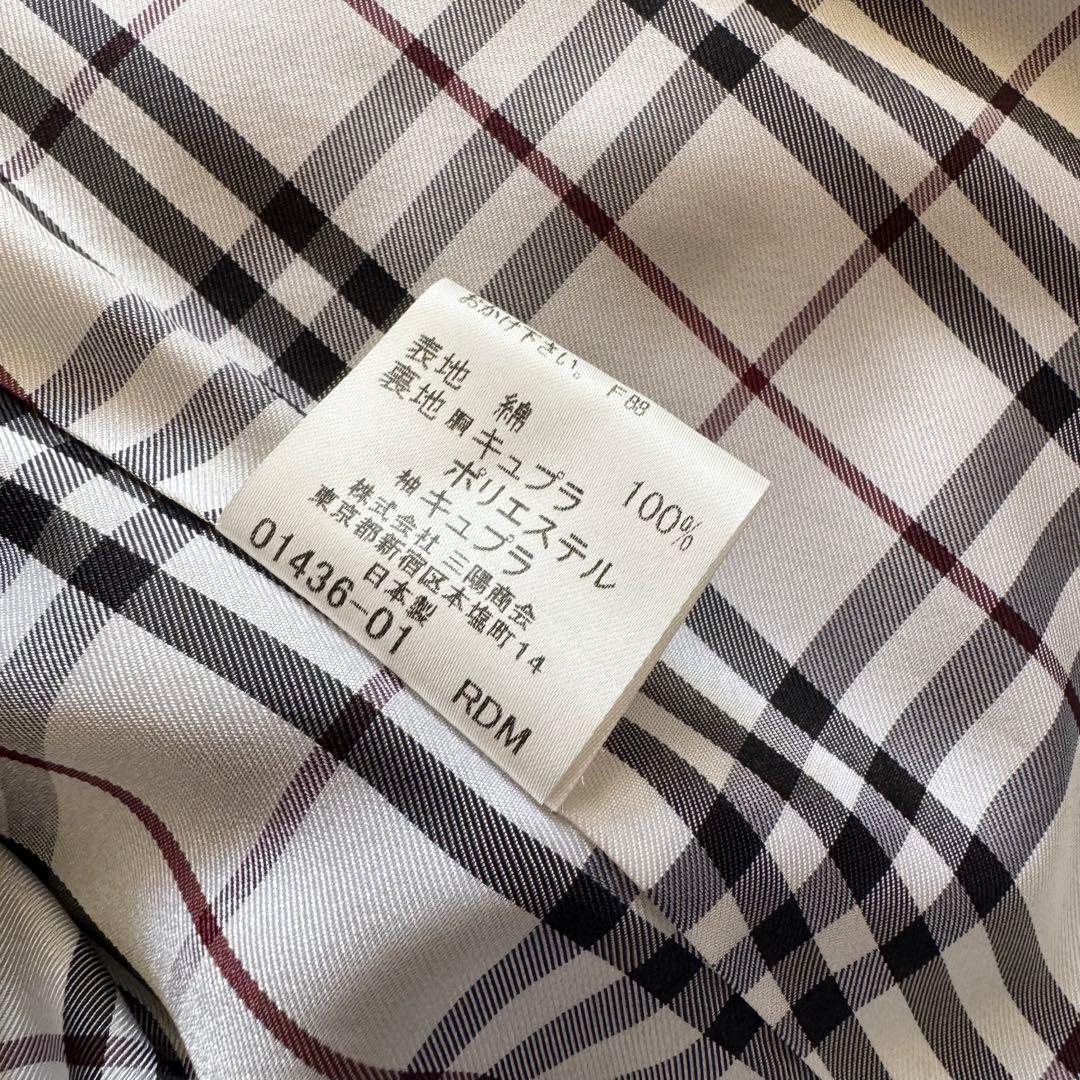 おかけ下さい。 F88
表地 綿 100%
裏地 胴 キュプラ
ポリエステル
袖 キュプラ
株式会社 三陽商会
東京都新宿区本塩町14
日本製
01436-01 RDM